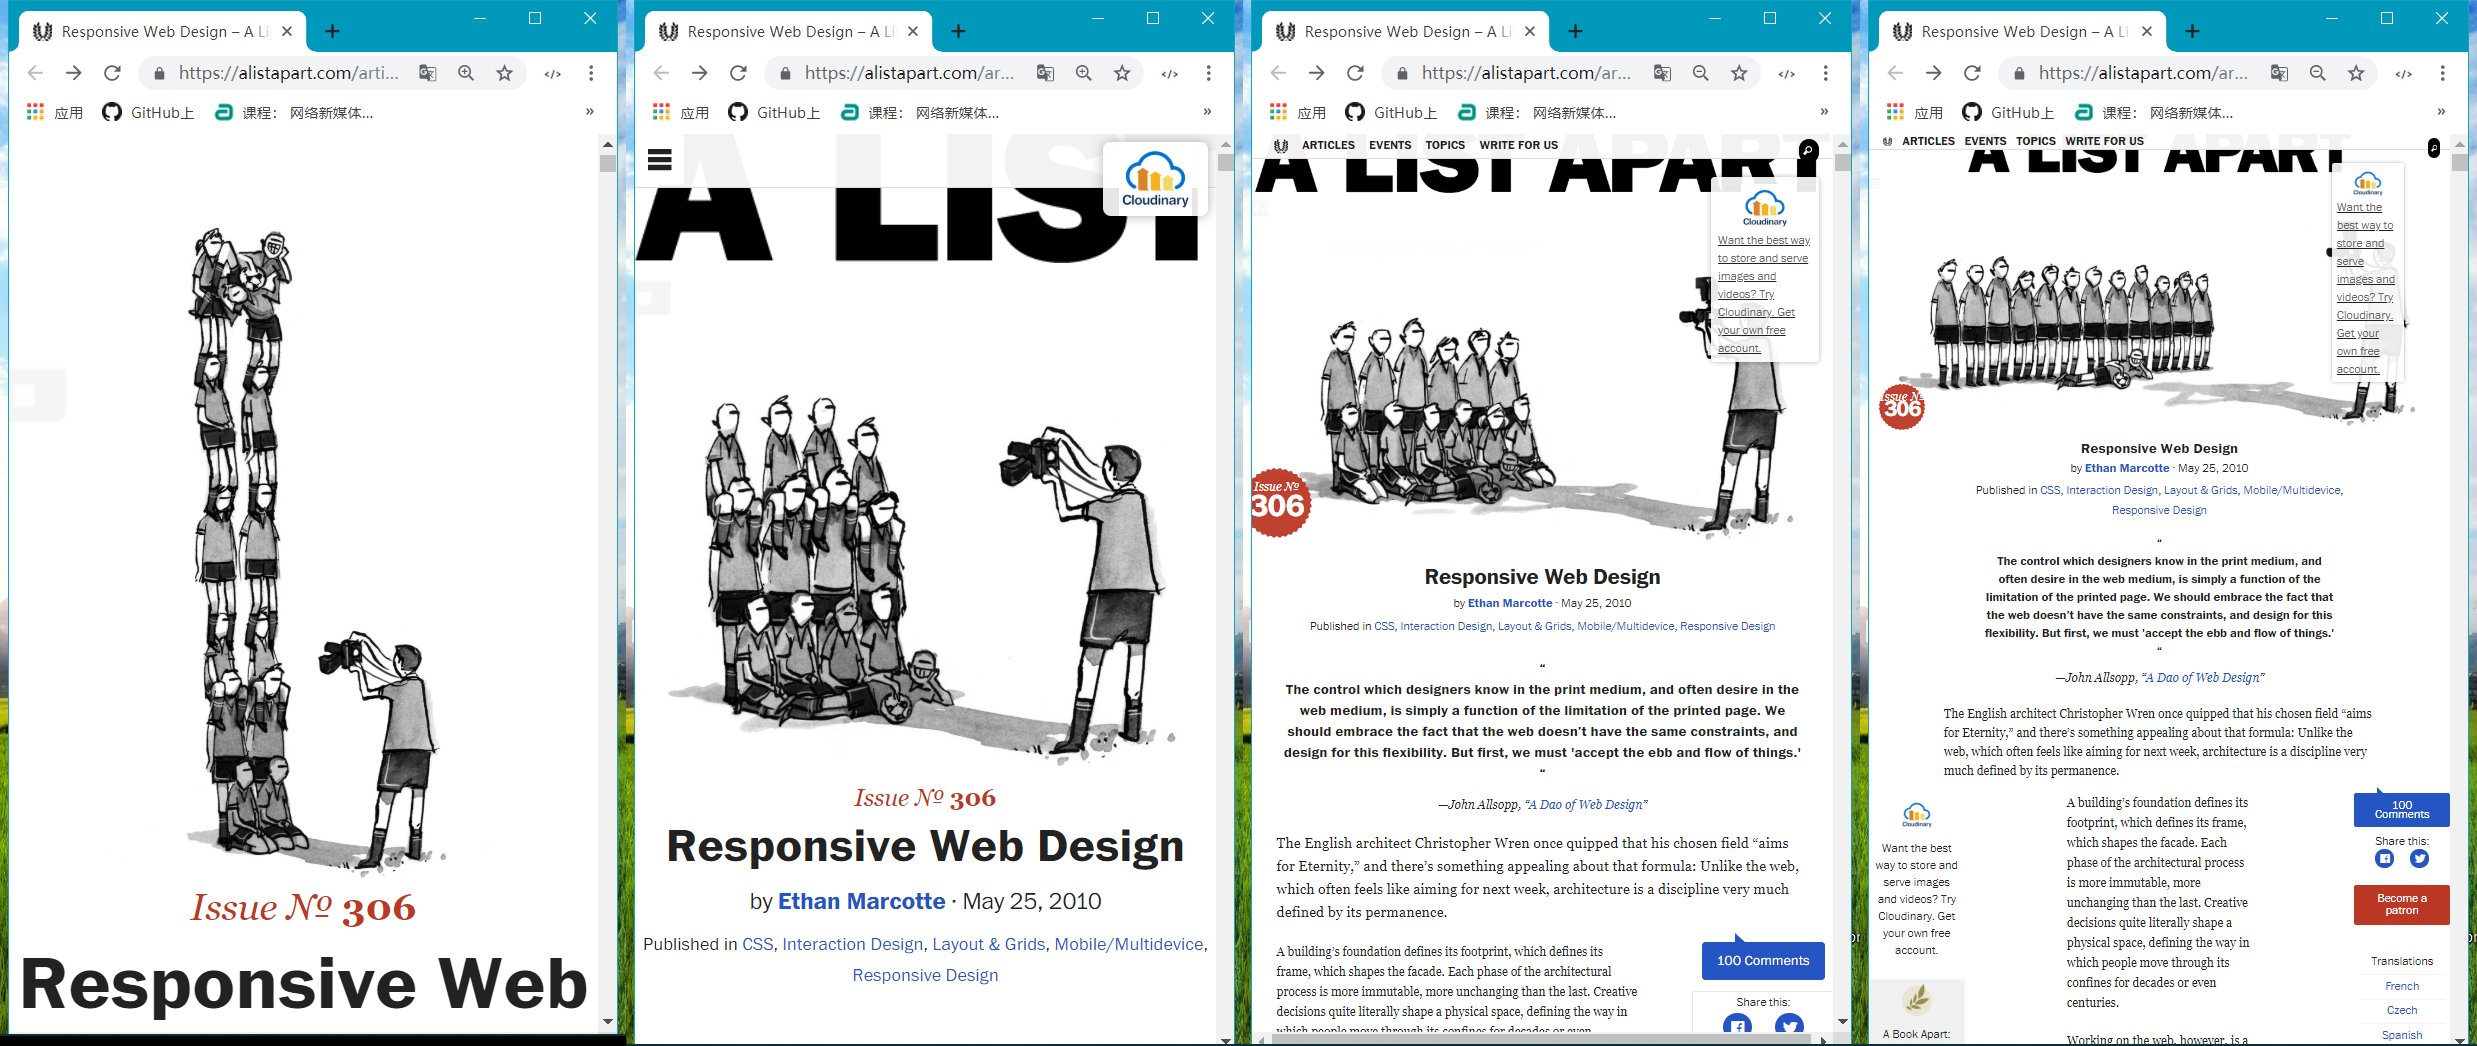 Responsive Web Design – A Li
https://alistapart.com/arti...
应用
GitHub上
课程： 网络新媒体...
Issue № 306
Responsive Web
Responsive Web Design – A Li
https://alistapart.com/ar...
应用
GitHub上
课程： 网络新媒体...
A LIST
Cloudinary
Issue № 306
Responsive Web Design
by Ethan Marcotte · May 25, 2010
Published in CSS, Interaction Design, Layout & Grids, Mobile/Multidevice,
Responsive Design
Responsive Web Design – A Li
https://alistapart.com/ar...
应用
GitHub上
课程： 网络新媒体...
ARTICLES EVENTS TOPICS WRITE FOR US
A LIST APART
Cloudinary
Want the best way
to store and serve
images and
videos? Try
Cloudinary. Get
your own free
account.
Issue №
306
Responsive Web Design
by Ethan Marcotte · May 25, 2010
Published in CSS, Interaction Design, Layout & Grids, Mobile/Multidevice, Responsive Design
“
The control which designers know in the print medium, and often desire in the
web medium, is simply a function of the limitation of the printed page. We
should embrace the fact that the web doesn’t have the same constraints, and
design for this flexibility. But first, we must 'accept the ebb and flow of things.'
“
—John Allsopp, “A Dao of Web Design”
The English architect Christopher Wren once quipped that his chosen field “aims
for Eternity,” and there’s something appealing about that formula: Unlike the web,
which often feels like aiming for next week, architecture is a discipline very much
defined by its permanence.
A building’s foundation defines its footprint, which defines its
frame, which shapes the facade. Each phase of the architectural
process is more immutable, more unchanging than the last. Creative
decisions quite literally shape a physical space, defining the way in
which people move through its confines for decades or even
100 Comments
Share this:
Responsive Web Design – A Li
https://alistapart.com/ar...
应用
GitHub上
课程： 网络新媒体...
ARTICLES EVENTS TOPICS WRITE FOR US
A LIST APART
Cloudinary
Want the
best way to
store and
serve
images and
videos? Try
Cloudinary.
Get your
own free
account.
Issue №
306
Responsive Web Design
by Ethan Marcotte · May 25, 2010
Published in CSS, Interaction Design, Layout & Grids, Mobile/Multidevice,
Responsive Design
“
The control which designers know in the print medium, and
often desire in the web medium, is simply a function of the
limitation of the printed page. We should embrace the fact that
the web doesn’t have the same constraints, and design for this
flexibility. But first, we must 'accept the ebb and flow of things.'
“
—John Allsopp, “A Dao of Web Design”
The English architect Christopher Wren once quipped that his chosen field “aims
for Eternity,” and there’s something appealing about that formula: Unlike the
web, which often feels like aiming for next week, architecture is a discipline very
much defined by its permanence.
Cloudinary
Want the best
way to store and
serve images
and videos? Try
Cloudinary. Get
your own free
account.
A Book Apart:
A building’s foundation defines its
footprint, which defines its frame,
which shapes the facade. Each
phase of the architectural process
is more immutable, more
unchanging than the last. Creative
decisions quite literally shape a
physical space, defining the way in
which people move through its
confines for decades or even
centuries.
Working on the web, however, is a
100
Comments
Share this:
Become a
patron
Translations
French
Czech
Spanish